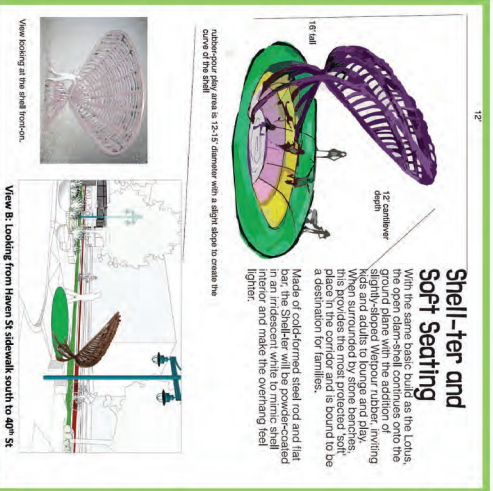 Shell-ter and
Soft Seating
With the same basic build as the Lotus,
the open clam-shell continues onto the
ground plane with the addition of
slightly-sloped Wetpour rubber, inviting
kids and adults to lounge and play.
When surrounded by stone benches,
this provides the most protected 'soft'
place in the corridor and is bound to be
a destination for families.
Made of cold-formed steel rod and flat
bar, the Shell-ter will be powder-coated
in an iridescent white to mimic shell
interior and make the overhang feel
lighter.
12'
12' cantilever
depth
16' tall
rubber-pour play area is 12-15' diameter with a slight slope to create the
curve of the shell
View looking at the shell front-on.
View B: Looking from Haven St sidewalk south to 40th St